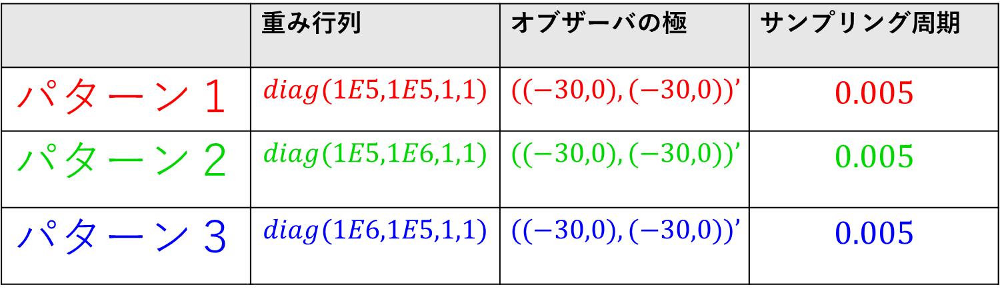 重み行列 オブザーバの極 サンプリング周期
パターン１ diag(1E5,1E5,1,1) ((−30,0),(−30,0))’ 0.005
パターン２ diag(1E5,1E6,1,1) ((−30,0),(−30,0))’ 0.005
パターン３ diag(1E6,1E5,1,1) ((−30,0),(−30,0))’ 0.005